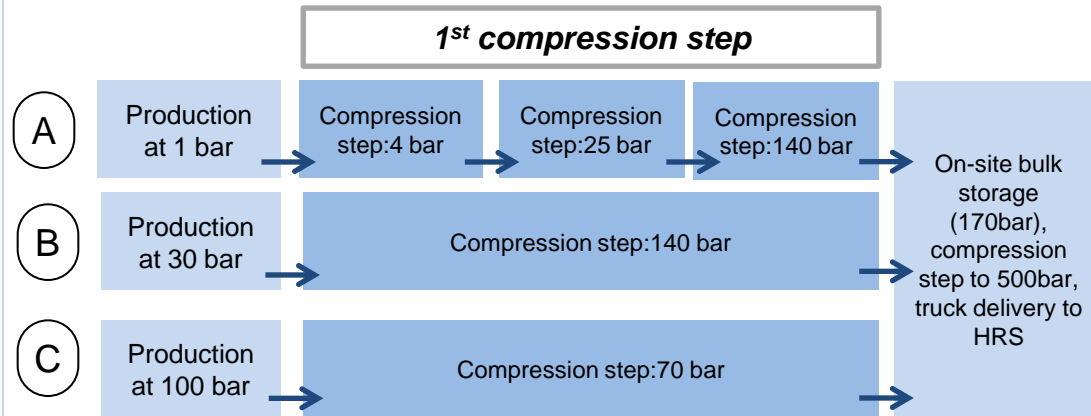 1st compression step
A
Production
at 1 bar
Compression
step:4 bar
Compression
step:25 bar
Compression
step:140 bar
B
Production
at 30 bar
Compression step:140 bar
C
Production
at 100 bar
Compression step:70 bar
On-site bulk
storage
(170bar),
compression
step to 500bar,
truck delivery to
HRS